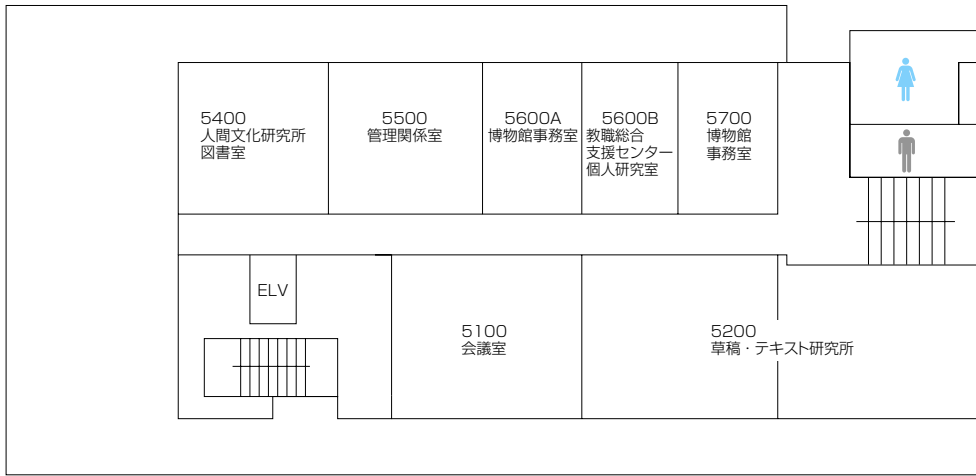 5400
人間文化研究所
図書室
5500
管理関係室
5600A
博物館事務室
5600B
教職総合
支援センター
個人研究室
5700
博物館
事務室
ELV
5100
会議室
5200
草稿・テキスト研究所